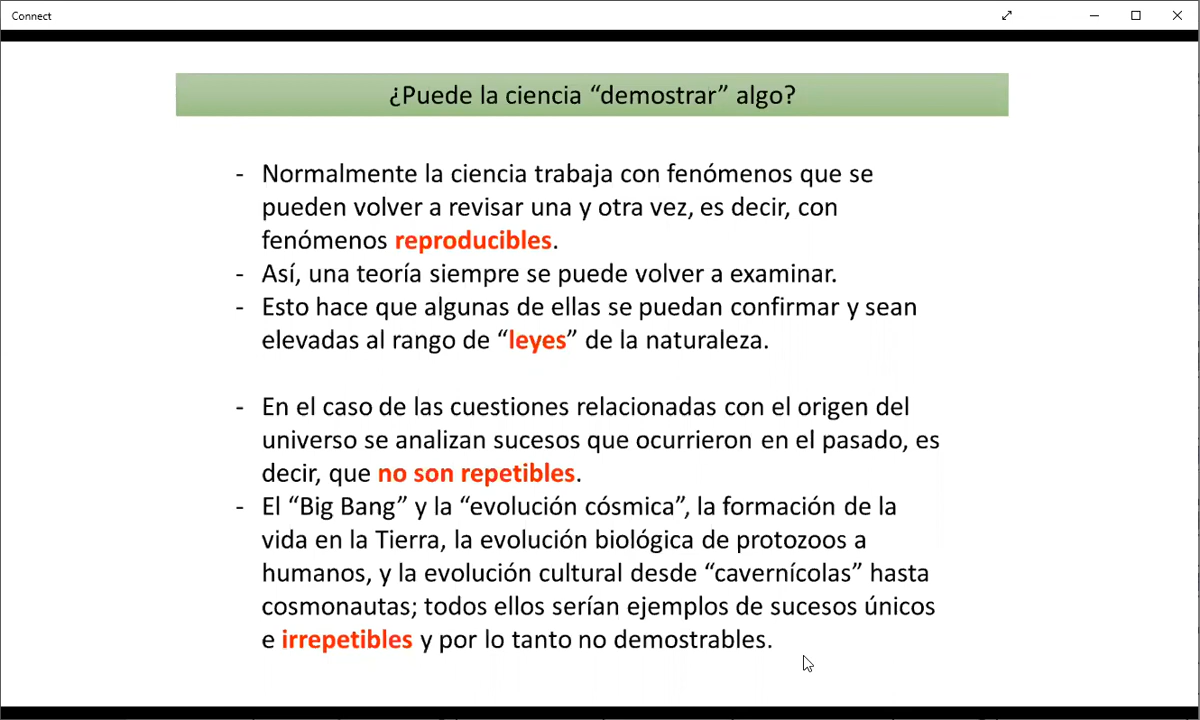 Connect
¿Puede la ciencia “demostrar” algo?
- Normalmente la ciencia trabaja con fenómenos que se
pueden volver a revisar una y otra vez, es decir, con
fenómenos reproducibles.
- Así, una teoría siempre se puede volver a examinar.
- Esto hace que algunas de ellas se puedan confirmar y sean
elevadas al rango de “leyes” de la naturaleza.
- En el caso de las cuestiones relacionadas con el origen del
universo se analizan sucesos que ocurrieron en el pasado, es
decir, que no son repetibles.
- El “Big Bang” y la “evolución cósmica”, la formación de la
vida en la Tierra, la evolución biológica de protozoos a
humanos, y la evolución cultural desde “cavernícolas” hasta
cosmonautas; todos ellos serían ejemplos de sucesos únicos
e irrepetibles y por lo tanto no demostrables.